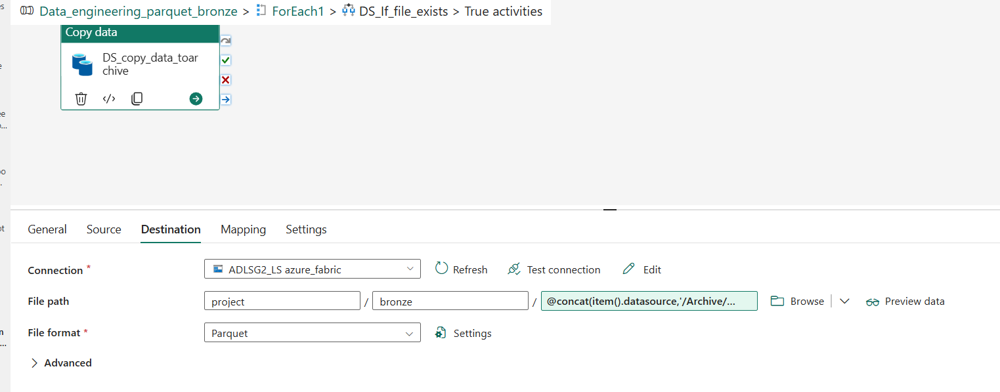 Data_engineering_parquet_bronze > ForEach1 > DS_If_file_exists > True activities
Copy data
DS_copy_data_toar
chive
General Source Destination Mapping Settings
Connection * ADLSG2_LS azure_fabric Refresh Test connection Edit
File path project / bronze / @concat(item().datasource,'/Archive/... Browse Preview data
File format * Parquet Settings
Advanced